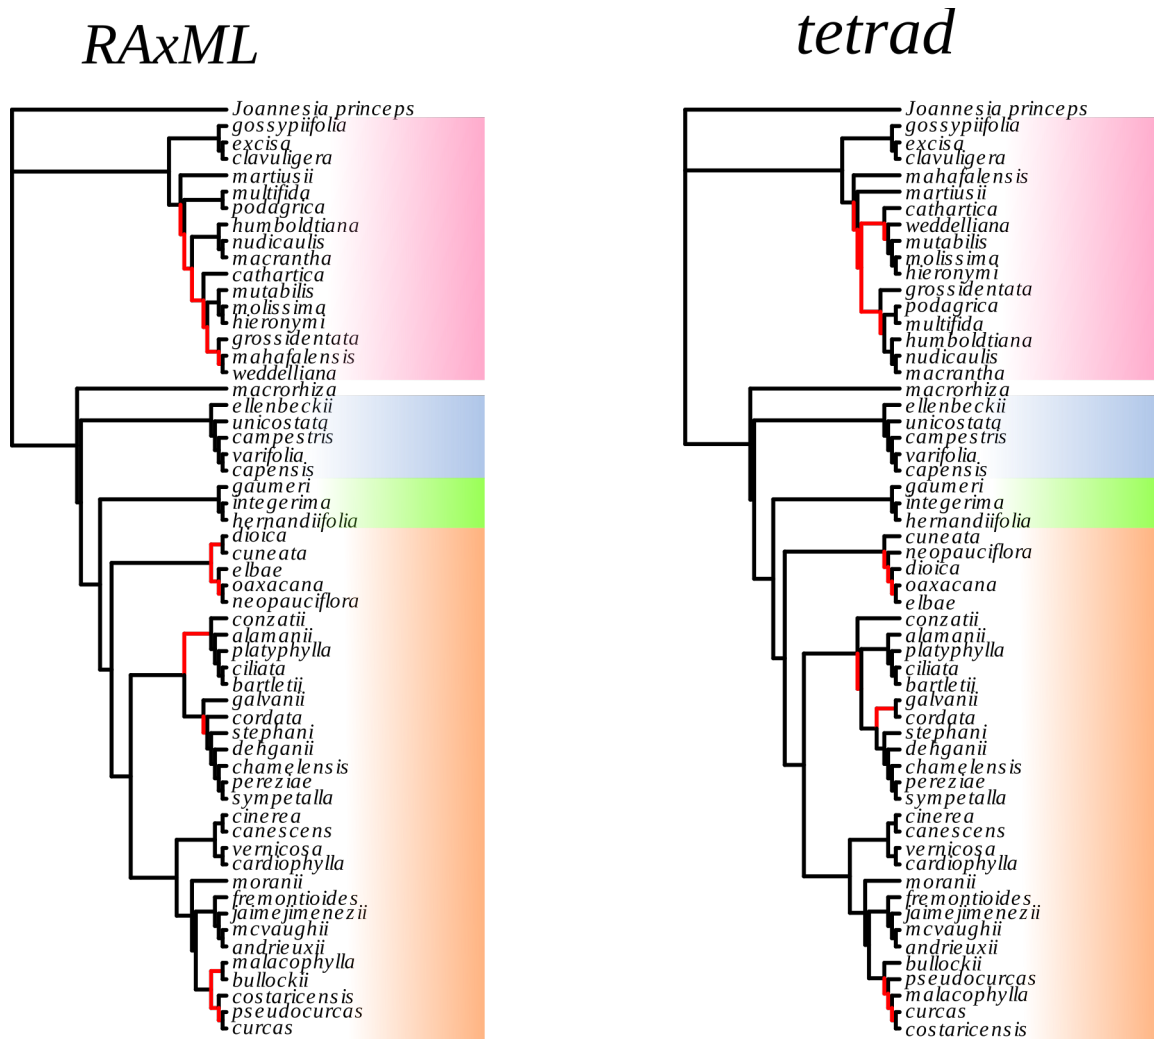 RAxML
Joannesia princeps
gossypiifolia
excisa
clavuligera
martiusii
multifida
podagrica
humboldtiana
nudicaulis
macrantha
cathartica
mutabilis
molissima
hieronymi
grossidentata
mahafalensis
weddelliana
macrorhiza
ellenbeckii
unicostata
campestris
varifolia
capensis
gaumeri
integerima
hernandiifolia
dioica
cuneata
elbae
oaxacana
neopauciflora
conzatii
alamanii
platyphylla
ciliata
bartletii
galvanii
cordata
stephani
dehganii
chamelensis
pereziae
sympetalla
cinerea
canescens
vernicosa
cardiophylla
moranii
fremontioides
jaimejimenezii
mcvaughii
andrieuxii
malacophylla
bullockii
costaricensis
pseudocurcas
curcas
tetrad
Joannesia princeps
gossypiifolia
excisa
clavuligera
mahafalensis
martiusii
cathartica
weddelliana
mutabilis
molissima
hieronymi
grossidentata
podagrica
multifida
humboldtiana
nudicaulis
macrantha
macrorhiza
ellenbeckii
unicostata
campestris
varifolia
capensis
gaumeri
integerima
hernandiifolia
cuneata
neopauciflora
dioica
oaxacana
elbae
conzatii
alamanii
platyphylla
ciliata
bartletii
galvanii
cordata
stephani
dehganii
chamelensis
pereziae
sympetalla
cinerea
canescens
vernicosa
cardiophylla
moranii
fremontioides
jaimejimenezii
mcvaughii
andrieuxii
bullockii
pseudocurcas
malacophylla
curcas
costaricensis